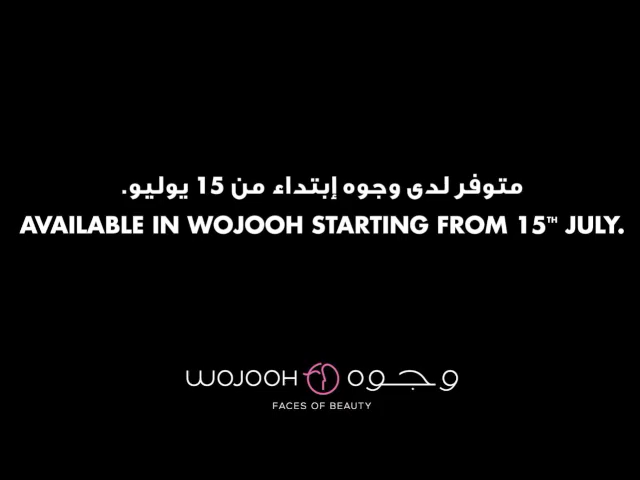 متوفر لدى وجوه إبتداء من 15 يوليو.
AVAILABLE IN WOJOOH STARTING FROM 15TH JULY.
WOJOOH وجوه
FACES OF BEAUTY